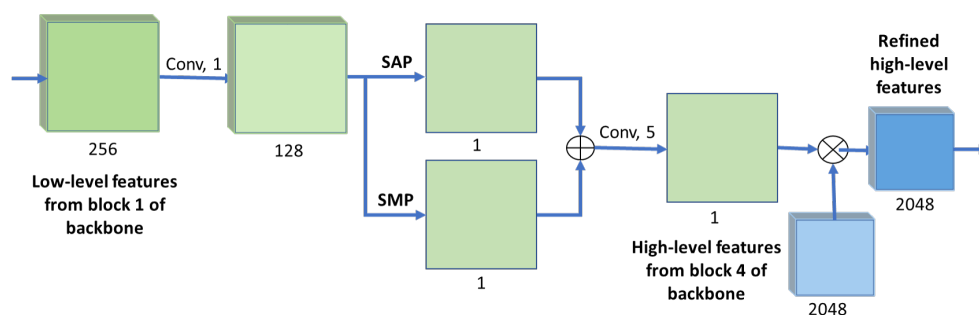 Conv, 1
256
Low-level features
from block 1 of
backbone
128
SAP
1
SMP
1
Conv, 5
1
High-level features
from block 4 of
backbone
2048
Refined
high-level
features
2048